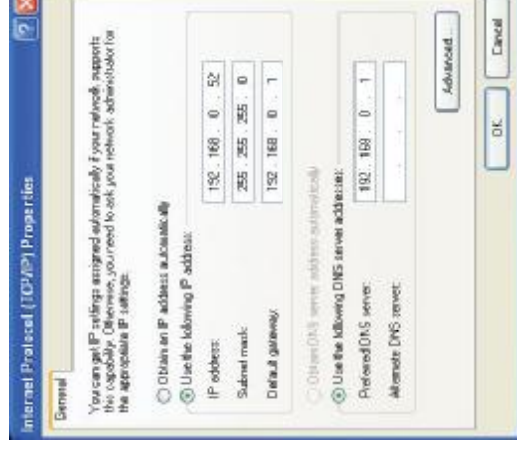 Internet Protocol (TCP/IP) Properties
General
You can get IP settings assigned automatically if your network supports
this capability. Otherwise, you need to ask your network administrator for
the appropriate IP settings.
Obtain an IP address automatically
Use the following IP address:
IP address: 192 . 168 . 0 . 52
Subnet mask: 255 . 255 . 255 . 0
Default gateway: 192 . 168 . 0 . 1
Obtain DNS server address automatically
Use the following DNS server addresses:
Preferred DNS server: 192 . 168 . 0 . 1
Alternate DNS server: . . .
Advanced...
OK
Cancel